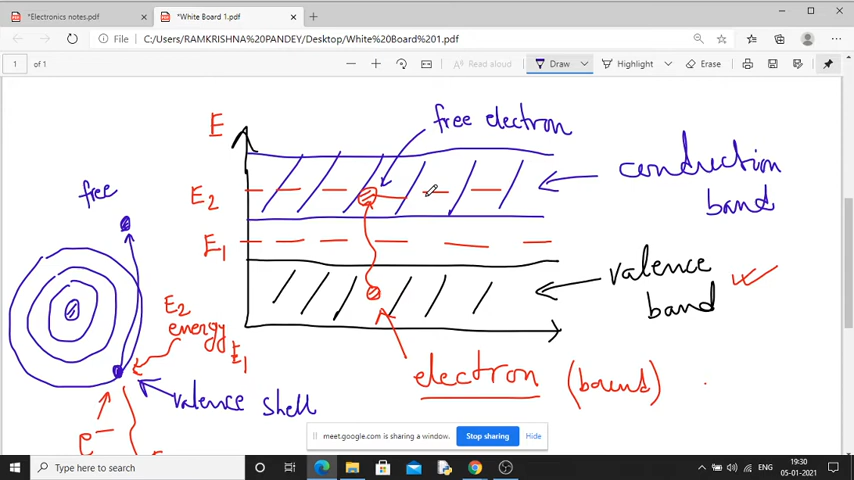 *Electronics notes.pdf
*White Board 1.pdf
File
C:/Users/RAMKRISHNA%20PANDEY/Desktop/White%20Board%201.pdf
1 of 1
Read aloud
Draw
Highlight
Erase
E
free electron
conduction
band
E2
free
E1
valence
band
E2
energy
E1
electron (bound)
valence shell
e-
meet.google.com is sharing a window.
Stop sharing
Hide
Type here to search
ENG
19:30
05-01-2021